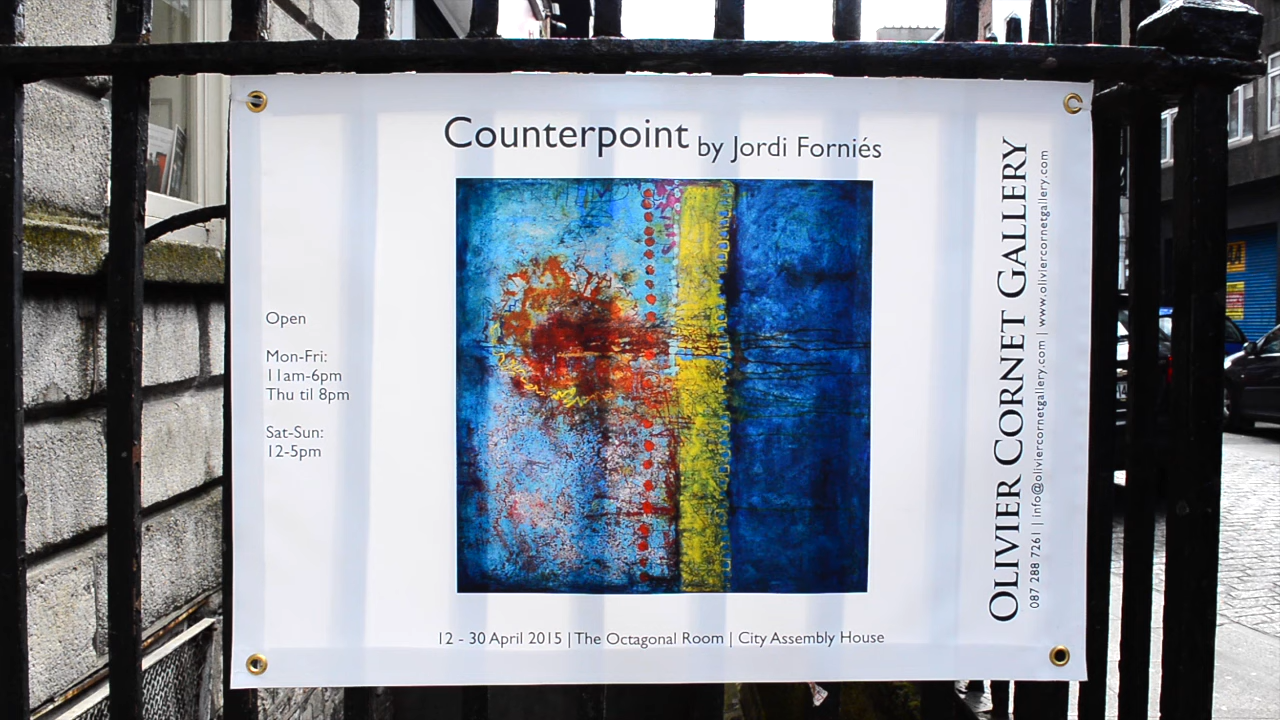 Counterpoint by Jordi Forniés
Open
Mon-Fri:
11am-6pm
Thu til 8pm
Sat-Sun:
12-5pm
12 - 30 April 2015 | The Octagonal Room | City Assembly House
OLIVIER CORNET GALLERY
087 288 7261 | info@oliviercornetgallery.com | www.oliviercornetgallery.com